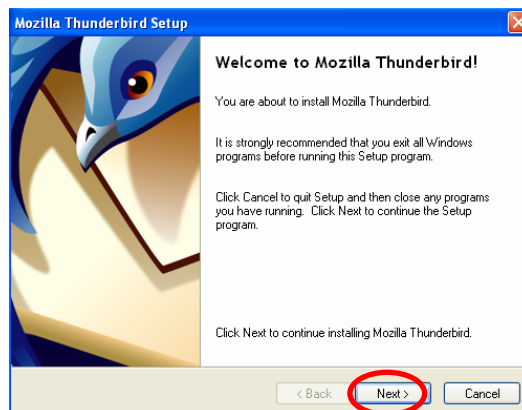 Mozilla Thunderbird Setup
Welcome to Mozilla Thunderbird!
You are about to install Mozilla Thunderbird.
It is strongly recommended that you exit all Windows
programs before running this Setup program.
Click Cancel to quit Setup and then close any programs
you have running. Click Next to continue the Setup
program.
Click Next to continue installing Mozilla Thunderbird.
< Back Next > Cancel